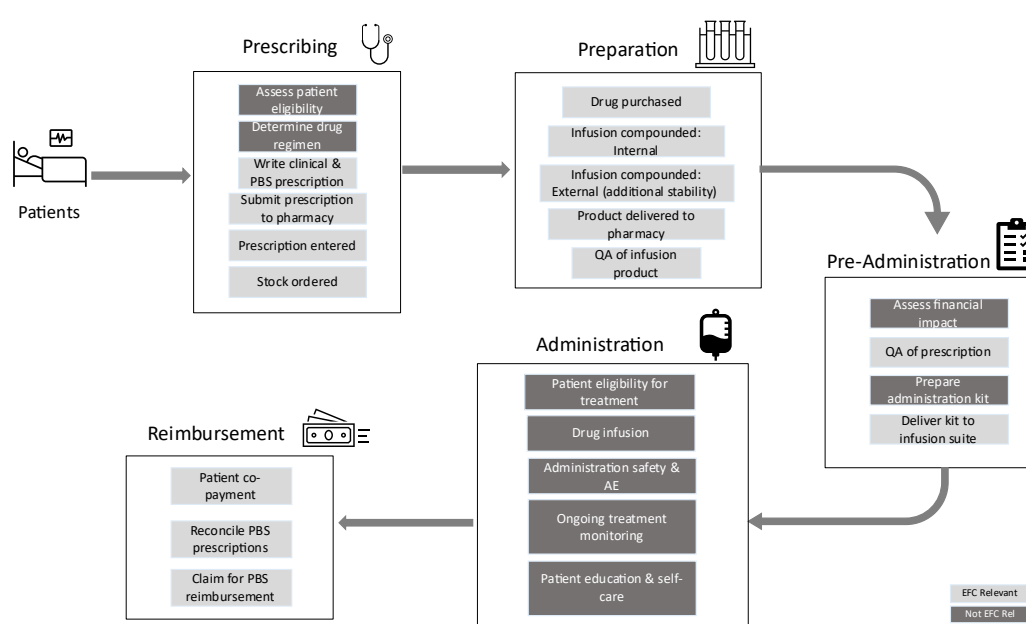 Prescribing
Assess patient
eligibility
Determine drug
regimen
Write clinical &
PBS prescription
Submit prescription
to pharmacy
Prescription entered
Stock ordered
Preparation
Drug purchased
Infusion compounded:
Internal
Infusion compounded:
External (additional stability)
Product delivered to
pharmacy
QA of infusion
product
Patients
Pre-Administration
Assess financial
impact
QA of prescription
Prepare
administration kit
Deliver kit to
infusion suite
Administration
Patient eligibility for
treatment
Drug infusion
Administration safety &
AE
Ongoing treatment
monitoring
Patient education & self-
care
Reimbursement
Patient co-
payment
Reconcile PBS
prescriptions
Claim for PBS
reimbursement
EFC Relevant
Not EFC Rel